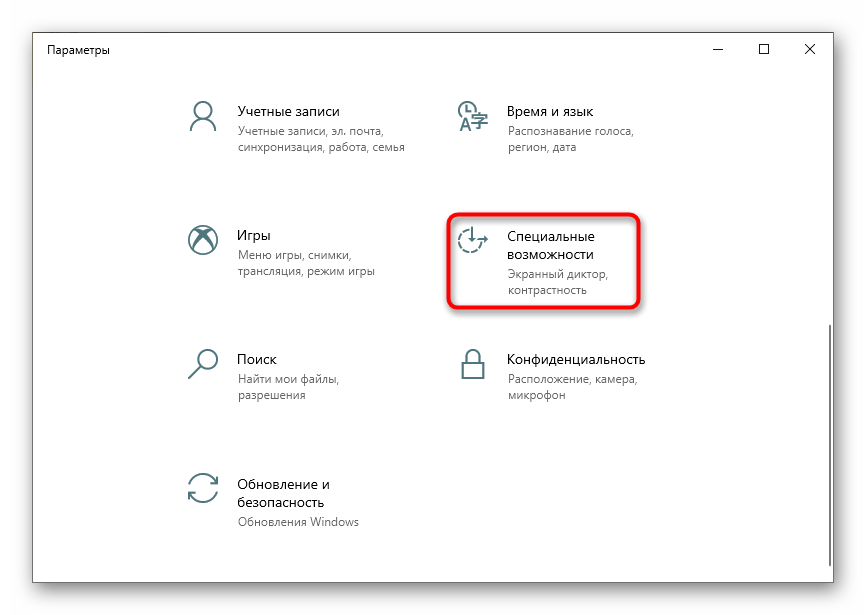 Параметры
Учетные записи
Учетные записи, эл. почта,
синхронизация, работа, семья
Время и язык
Распознавание голоса,
регион, дата
Игры
Меню игры, снимки,
трансляция, режим игры
Специальные
возможности
Экранный диктор,
контрастность
Поиск
Найти мои файлы,
разрешения
Конфиденциальность
Расположение, камера,
микрофон
Обновление и
безопасность
Обновления Windows